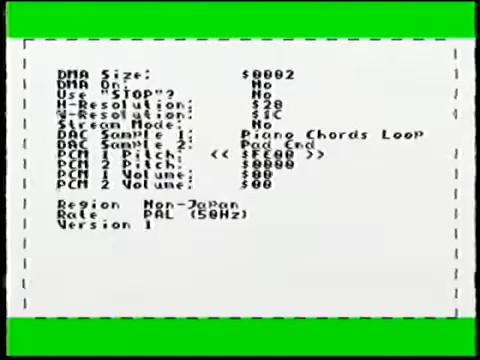 DMA Size: $0002
DMA On: No
Use "STOP"? No
H-Resolution: $28
V-Resolution: $1C
Stream Mode: No
DAC Sample 1: Piano Chords Loop
DAC Sample 2: Pad End
PCM 1 Pitch: << $FE00 >>
PCM 2 Pitch: $0000
PCM 1 Volume: $00
PCM 2 Volume: $00
Region Non-Japan
Rate PAL (50Hz)
Version 1